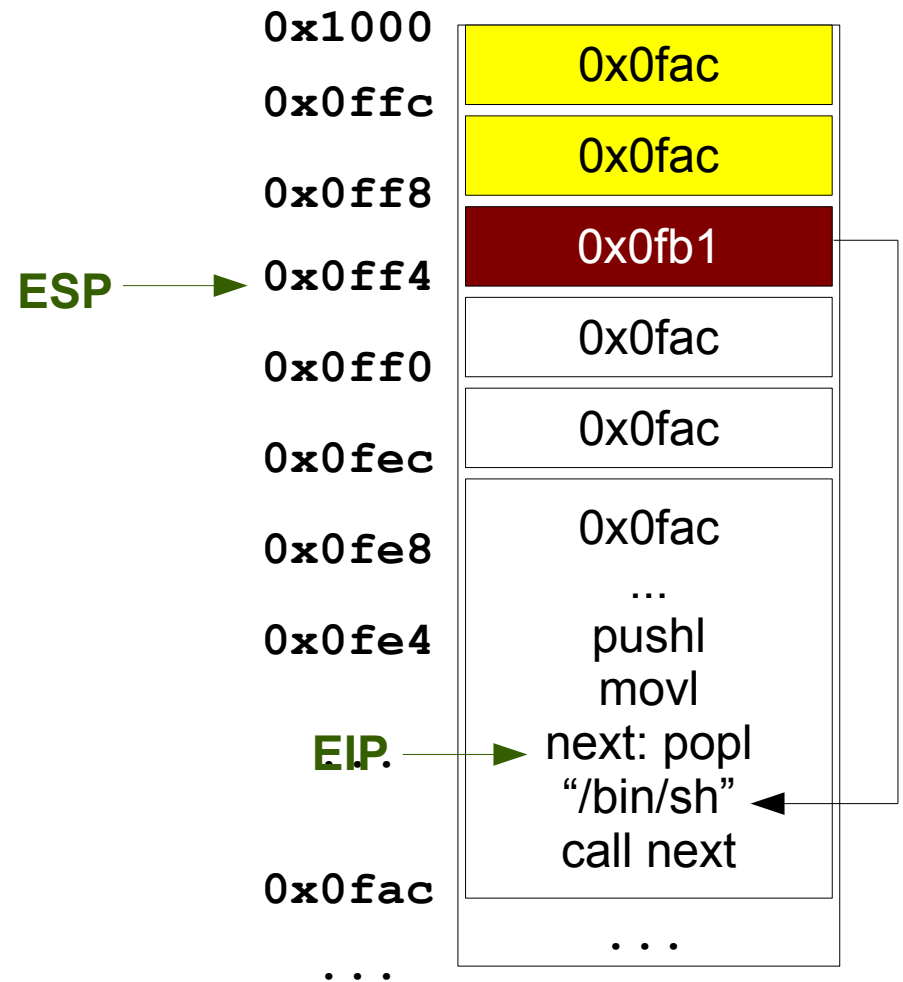 0x1000
0x0fac
0x0ffc
0x0fac
0x0ff8
0x0fb1
ESP
0x0ff4
0x0fac
0x0ff0
0x0fac
0x0fec
0x0fac
0x0fe8
...
0x0fe4
pushl
movl
EIP
...
next: popl
“/bin/sh”
call next
0x0fac
...
...